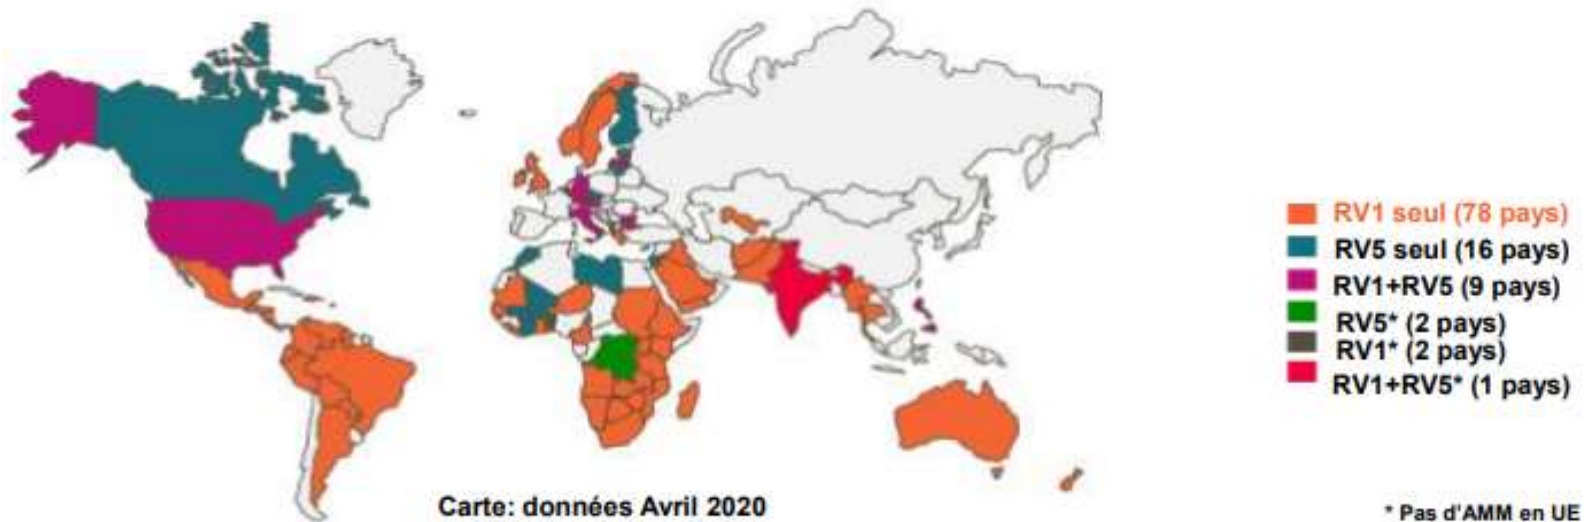 RV1 seul (78 pays)
RV5 seul (16 pays)
RV1+RV5 (9 pays)
RV5* (2 pays)
RV1* (2 pays)
RV1+RV5* (1 pays)
Carte: données Avril 2020
* Pas d'AMM en UE